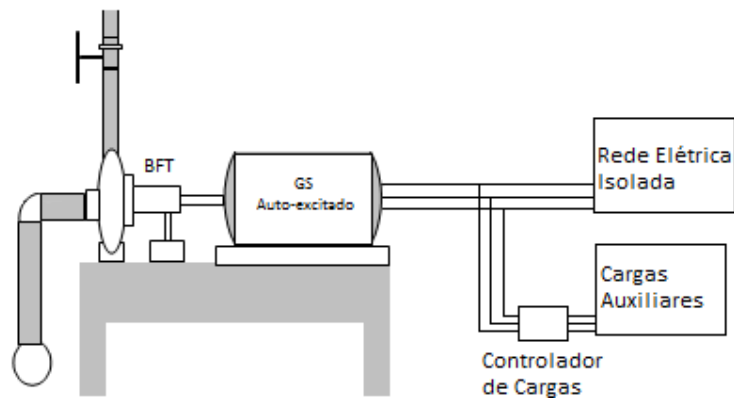 BFT
GS
Auto-excitado
Rede Elétrica
Isolada
Cargas
Auxiliares
Controlador
de Cargas